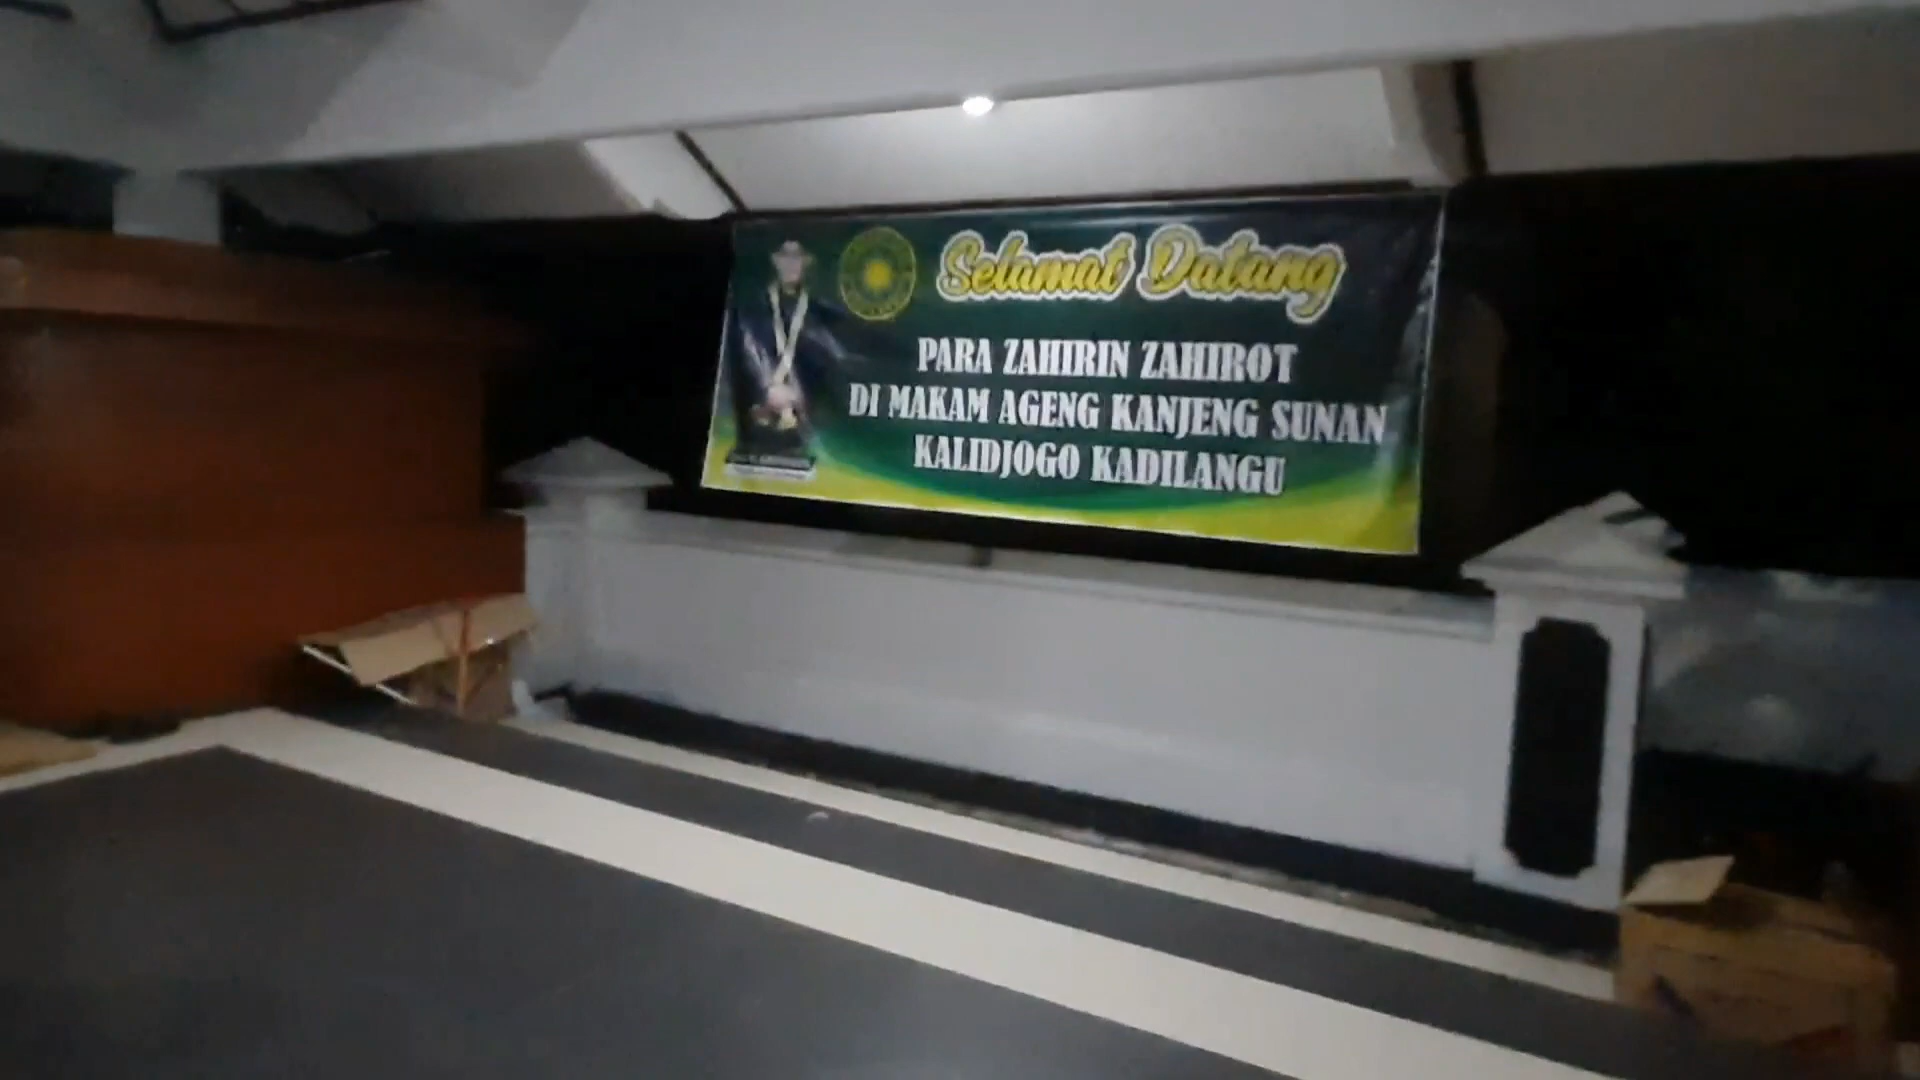 Selamat Datang
PARA ZAHIRIN ZAHIROT
DI MAKAM AGENG KANJENG SUNAN
KALIDJOGO KADILANGU